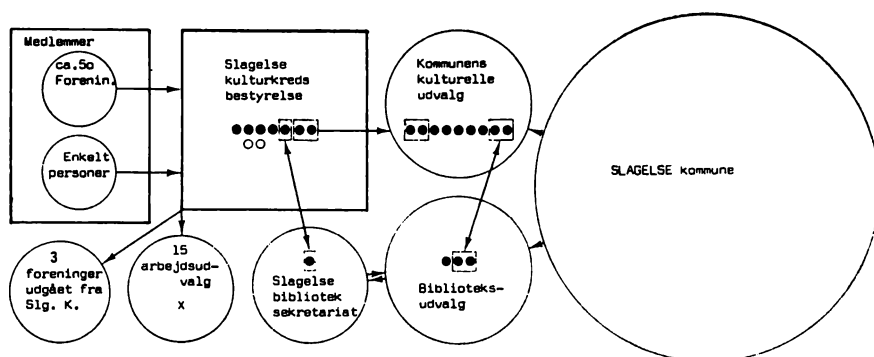 Medlemmer
ca.5o
Forenin.
Enkelt
personer
Slagelse
kulturkreds
bestyrelse
Kommunens
kulturelle
udvalg
SLAGELSE kommune
3
foreninger
udgået fra
Slg. K.
15
arbejdsud-
valg
X
Slagelse
bibliotek
sekretariat
Biblioteks-
udvalg